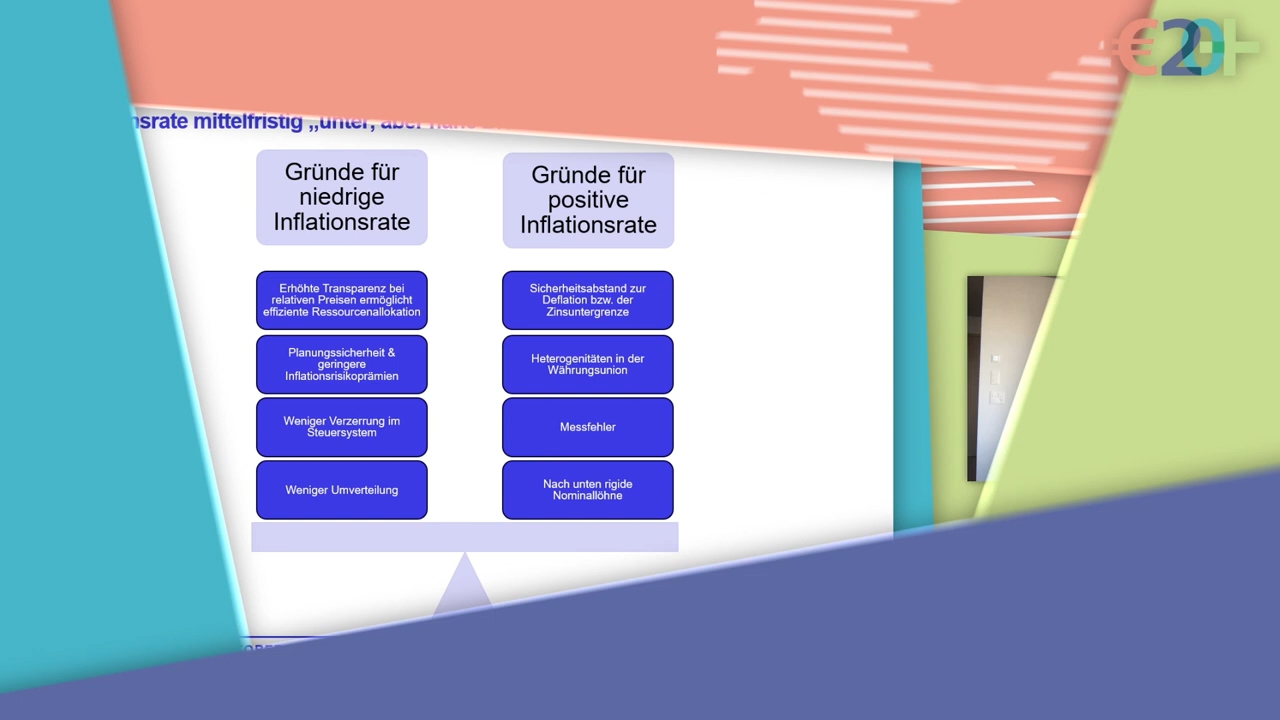 €20+
nsrate mittelfristig „unter, aber nahe
Gründe für
niedrige
Inflationsrate
Gründe für
positive
Inflationsrate
Erhöhte Transparenz bei
relativen Preisen ermöglicht
effiziente Ressourcenallokation
Sicherheitsabstand zur
Deflation bzw. der
Zinsuntergrenze
Planungssicherheit &
geringere
Inflationsrisikoprämien
Heterogenitäten in der
Währungsunion
Weniger Verzerrung im
Steuersystem
Messfehler
Weniger Umverteilung
Nach unten rigide
Nominallöhne